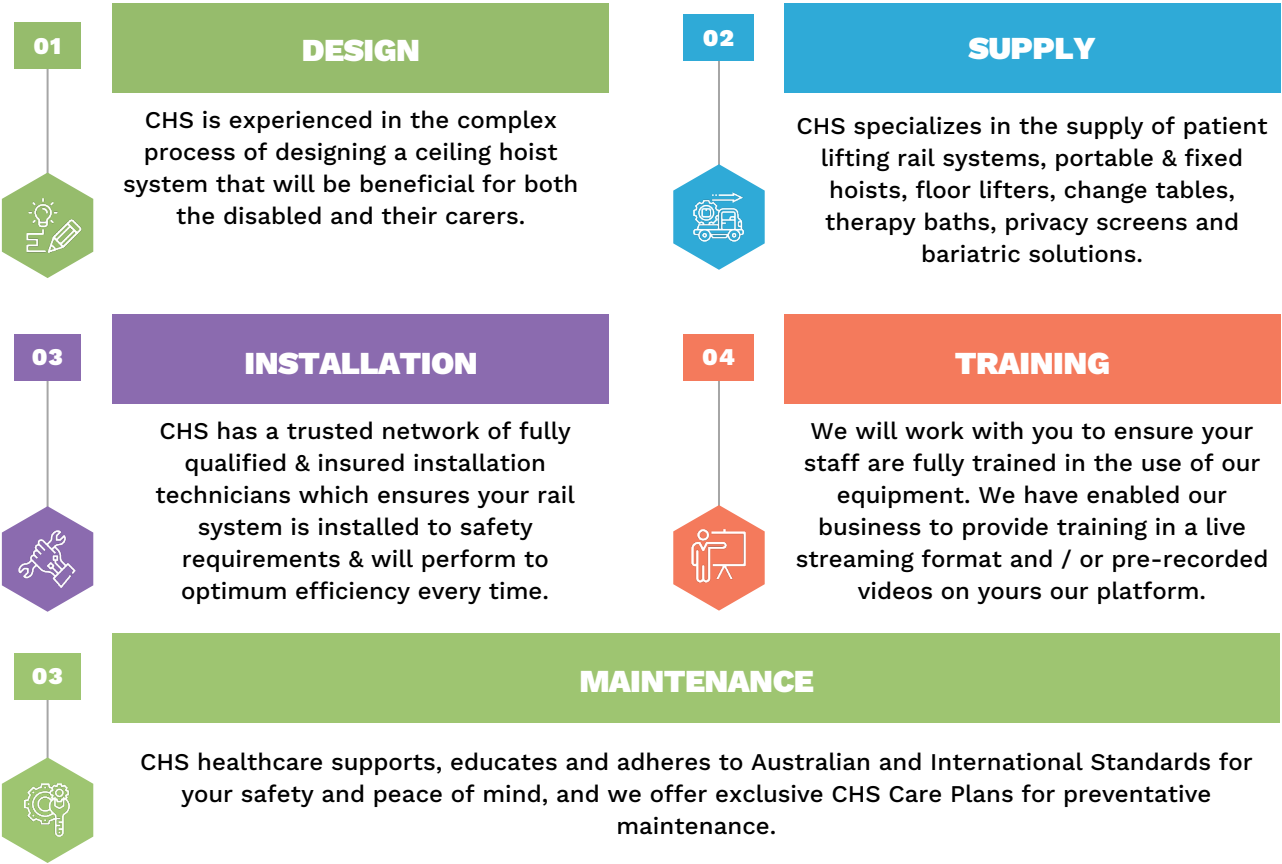 01
DESIGN
CHS is experienced in the complex
process of designing a ceiling hoist
system that will be beneficial for both
the disabled and their carers.
02
SUPPLY
CHS specializes in the supply of patient
lifting rail systems, portable & fixed
hoists, floor lifters, change tables,
therapy baths, privacy screens and
bariatric solutions.
03
INSTALLATION
CHS has a trusted network of fully
qualified & insured installation
technicians which ensures your rail
system is installed to safety
requirements & will perform to
optimum efficiency every time.
04
TRAINING
We will work with you to ensure your
staff are fully trained in the use of our
equipment. We have enabled our
business to provide training in a live
streaming format and / or pre-recorded
videos on yours our platform.
03
MAINTENANCE
CHS healthcare supports, educates and adheres to Australian and International Standards for
your safety and peace of mind, and we offer exclusive CHS Care Plans for preventative
maintenance.